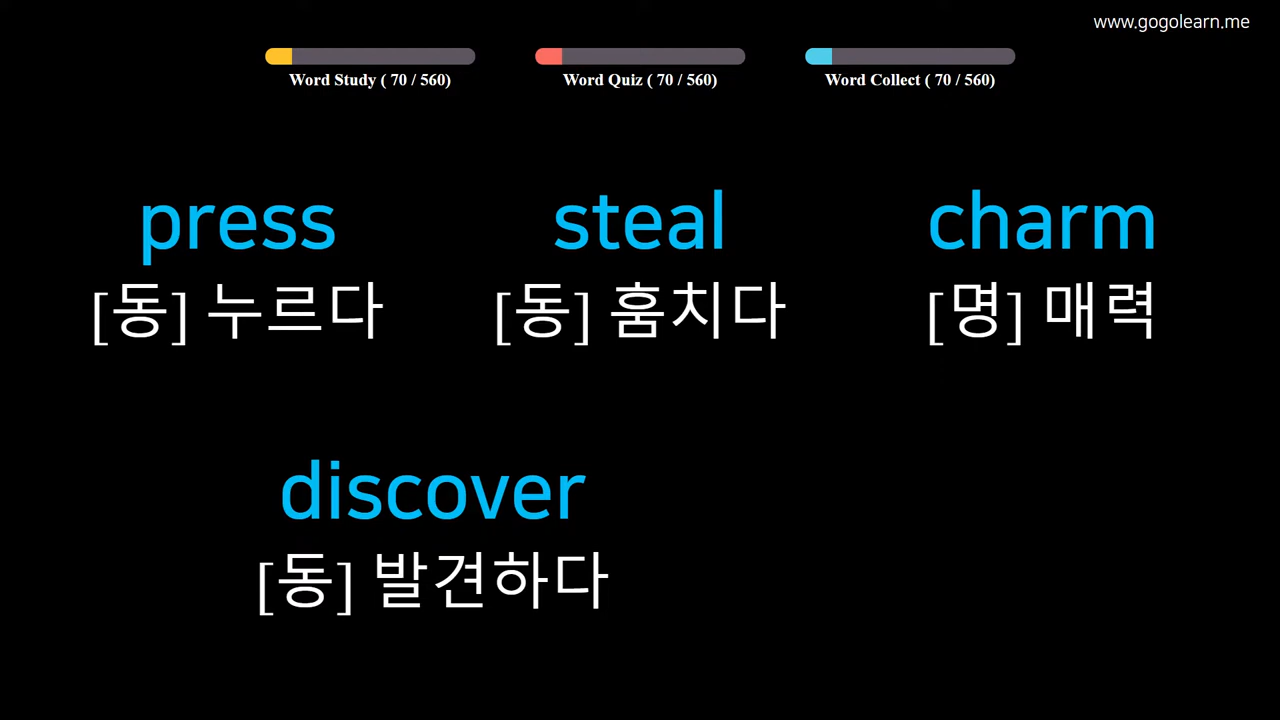 www.gogolearn.me
Word Study ( 70 / 560)
Word Quiz ( 70 / 560)
Word Collect ( 70 / 560)
press
[동] 누르다
steal
[동] 훔치다
charm
[명] 매력
discover
[동] 발견하다